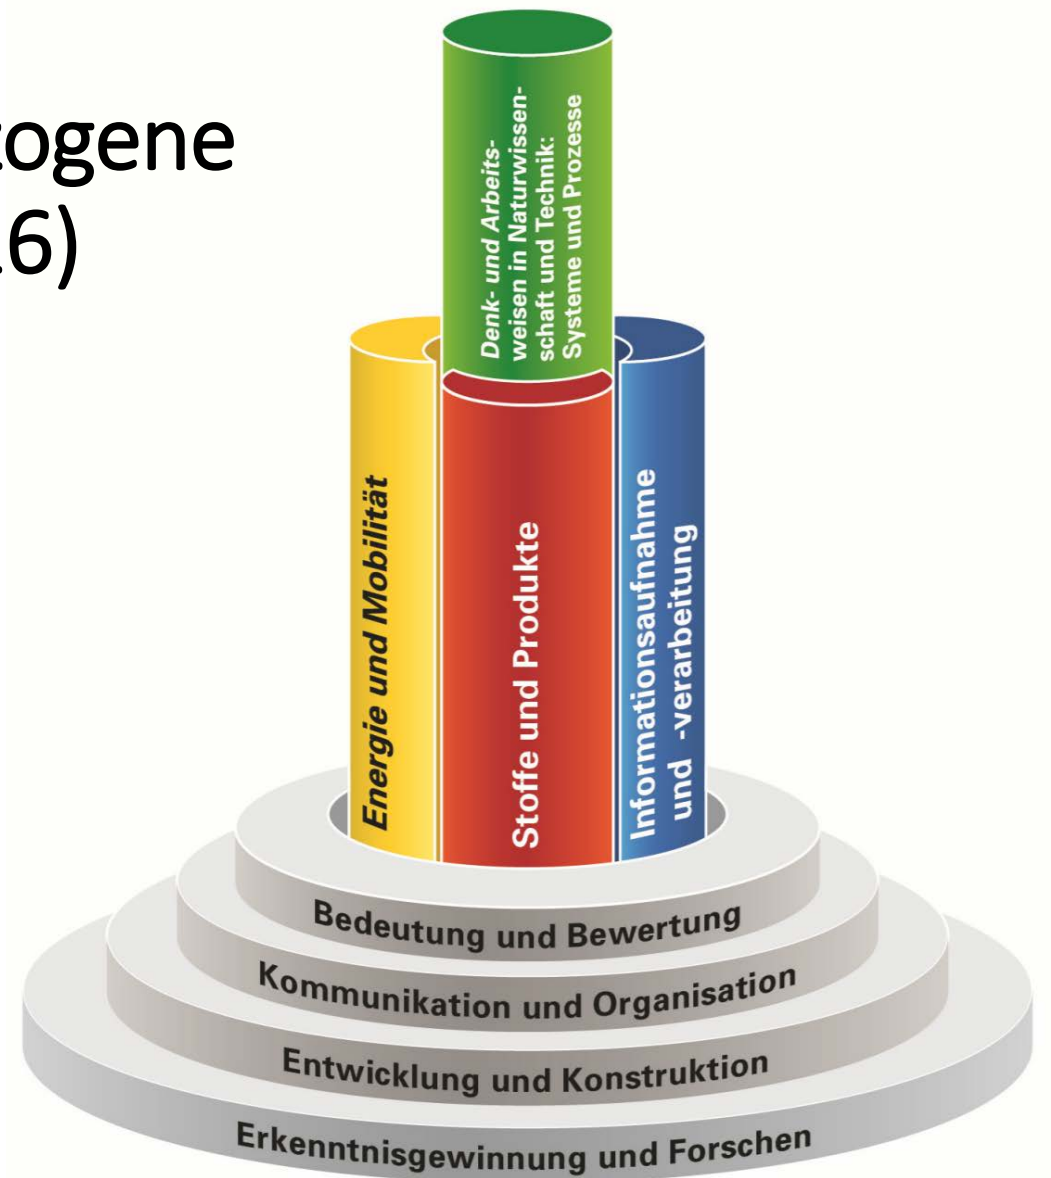 zogene
16)
Denk- und Arbeits-
weisen in Naturwissen-
schaft und Technik:
Systeme und Prozesse
Energie und Mobilität
Stoffe und Produkte
Informationsaufnahme
und -verarbeitung
Bedeutung und Bewertung
Kommunikation und Organisation
Entwicklung und Konstruktion
Erkenntnisgewinnung und Forschen